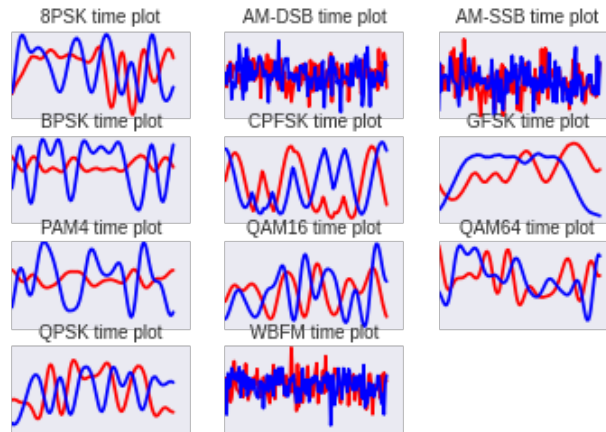 8PSK time plot
AM-DSB time plot
AM-SSB time plot
BPSK time plot
CPFSK time plot
GFSK time plot
PAM4 time plot
QAM16 time plot
QAM64 time plot
QPSK time plot
WBFM time plot